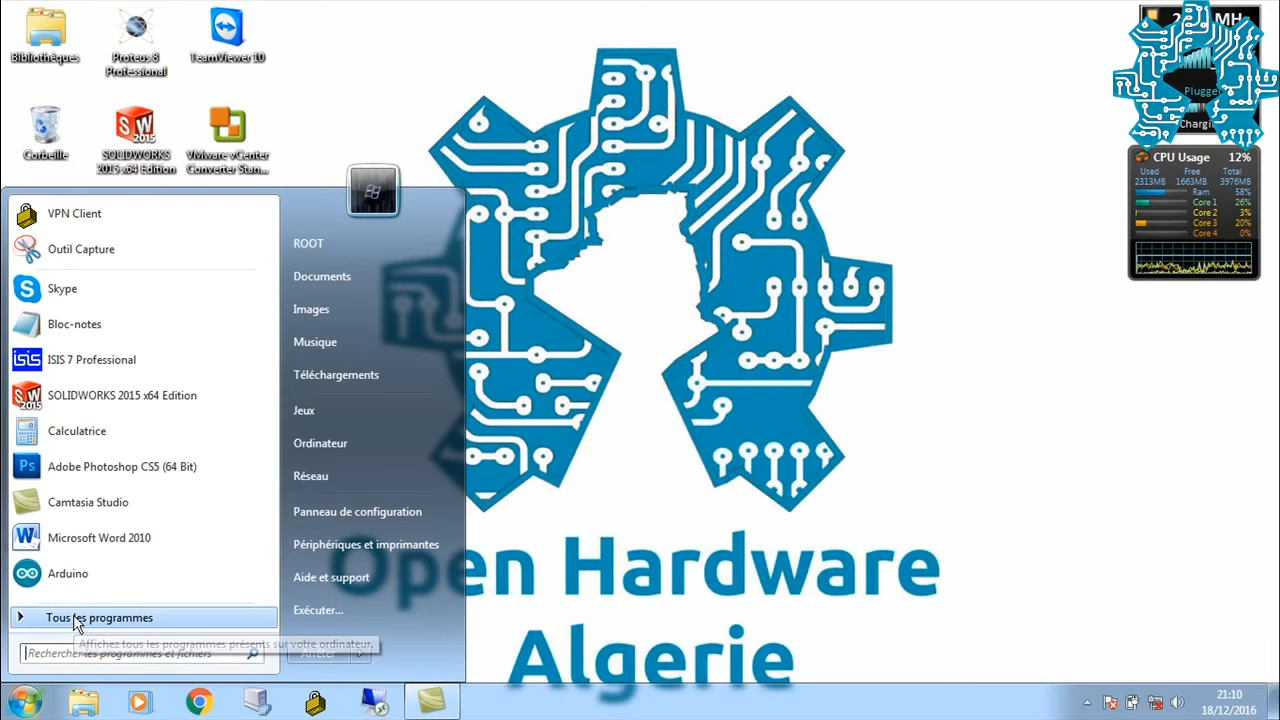 Bibliothèques
Proteus 8
Professional
TeamViewer 10
Corbeille
SOLIDWORKS
2015 x64 Edition
VMware vCenter
Converter Stan...
VPN Client
Outil Capture
Skype
Bloc-notes
ISIS 7 Professional
SOLIDWORKS 2015 x64 Edition
Calculatrice
Adobe Photoshop CS5 (64 Bit)
Camtasia Studio
Microsoft Word 2010
Arduino
Tous les programmes
Affichez tous les programmes présents sur votre ordinateur.
Rechercher les programmes et fichiers
ROOT
Documents
Images
Musique
Téléchargements
Jeux
Ordinateur
Réseau
Panneau de configuration
Périphériques et imprimantes
Aide et support
Exécuter...
Arrêter
Open Hardware
Algerie
MHz
CPU Usage 12%
Used Free Total
2313MB 1663MB 3976MB
Ram 58%
Core 1 26%
Core 2 3%
Core 3 20%
Core 4 0%
21:10
18/12/2016